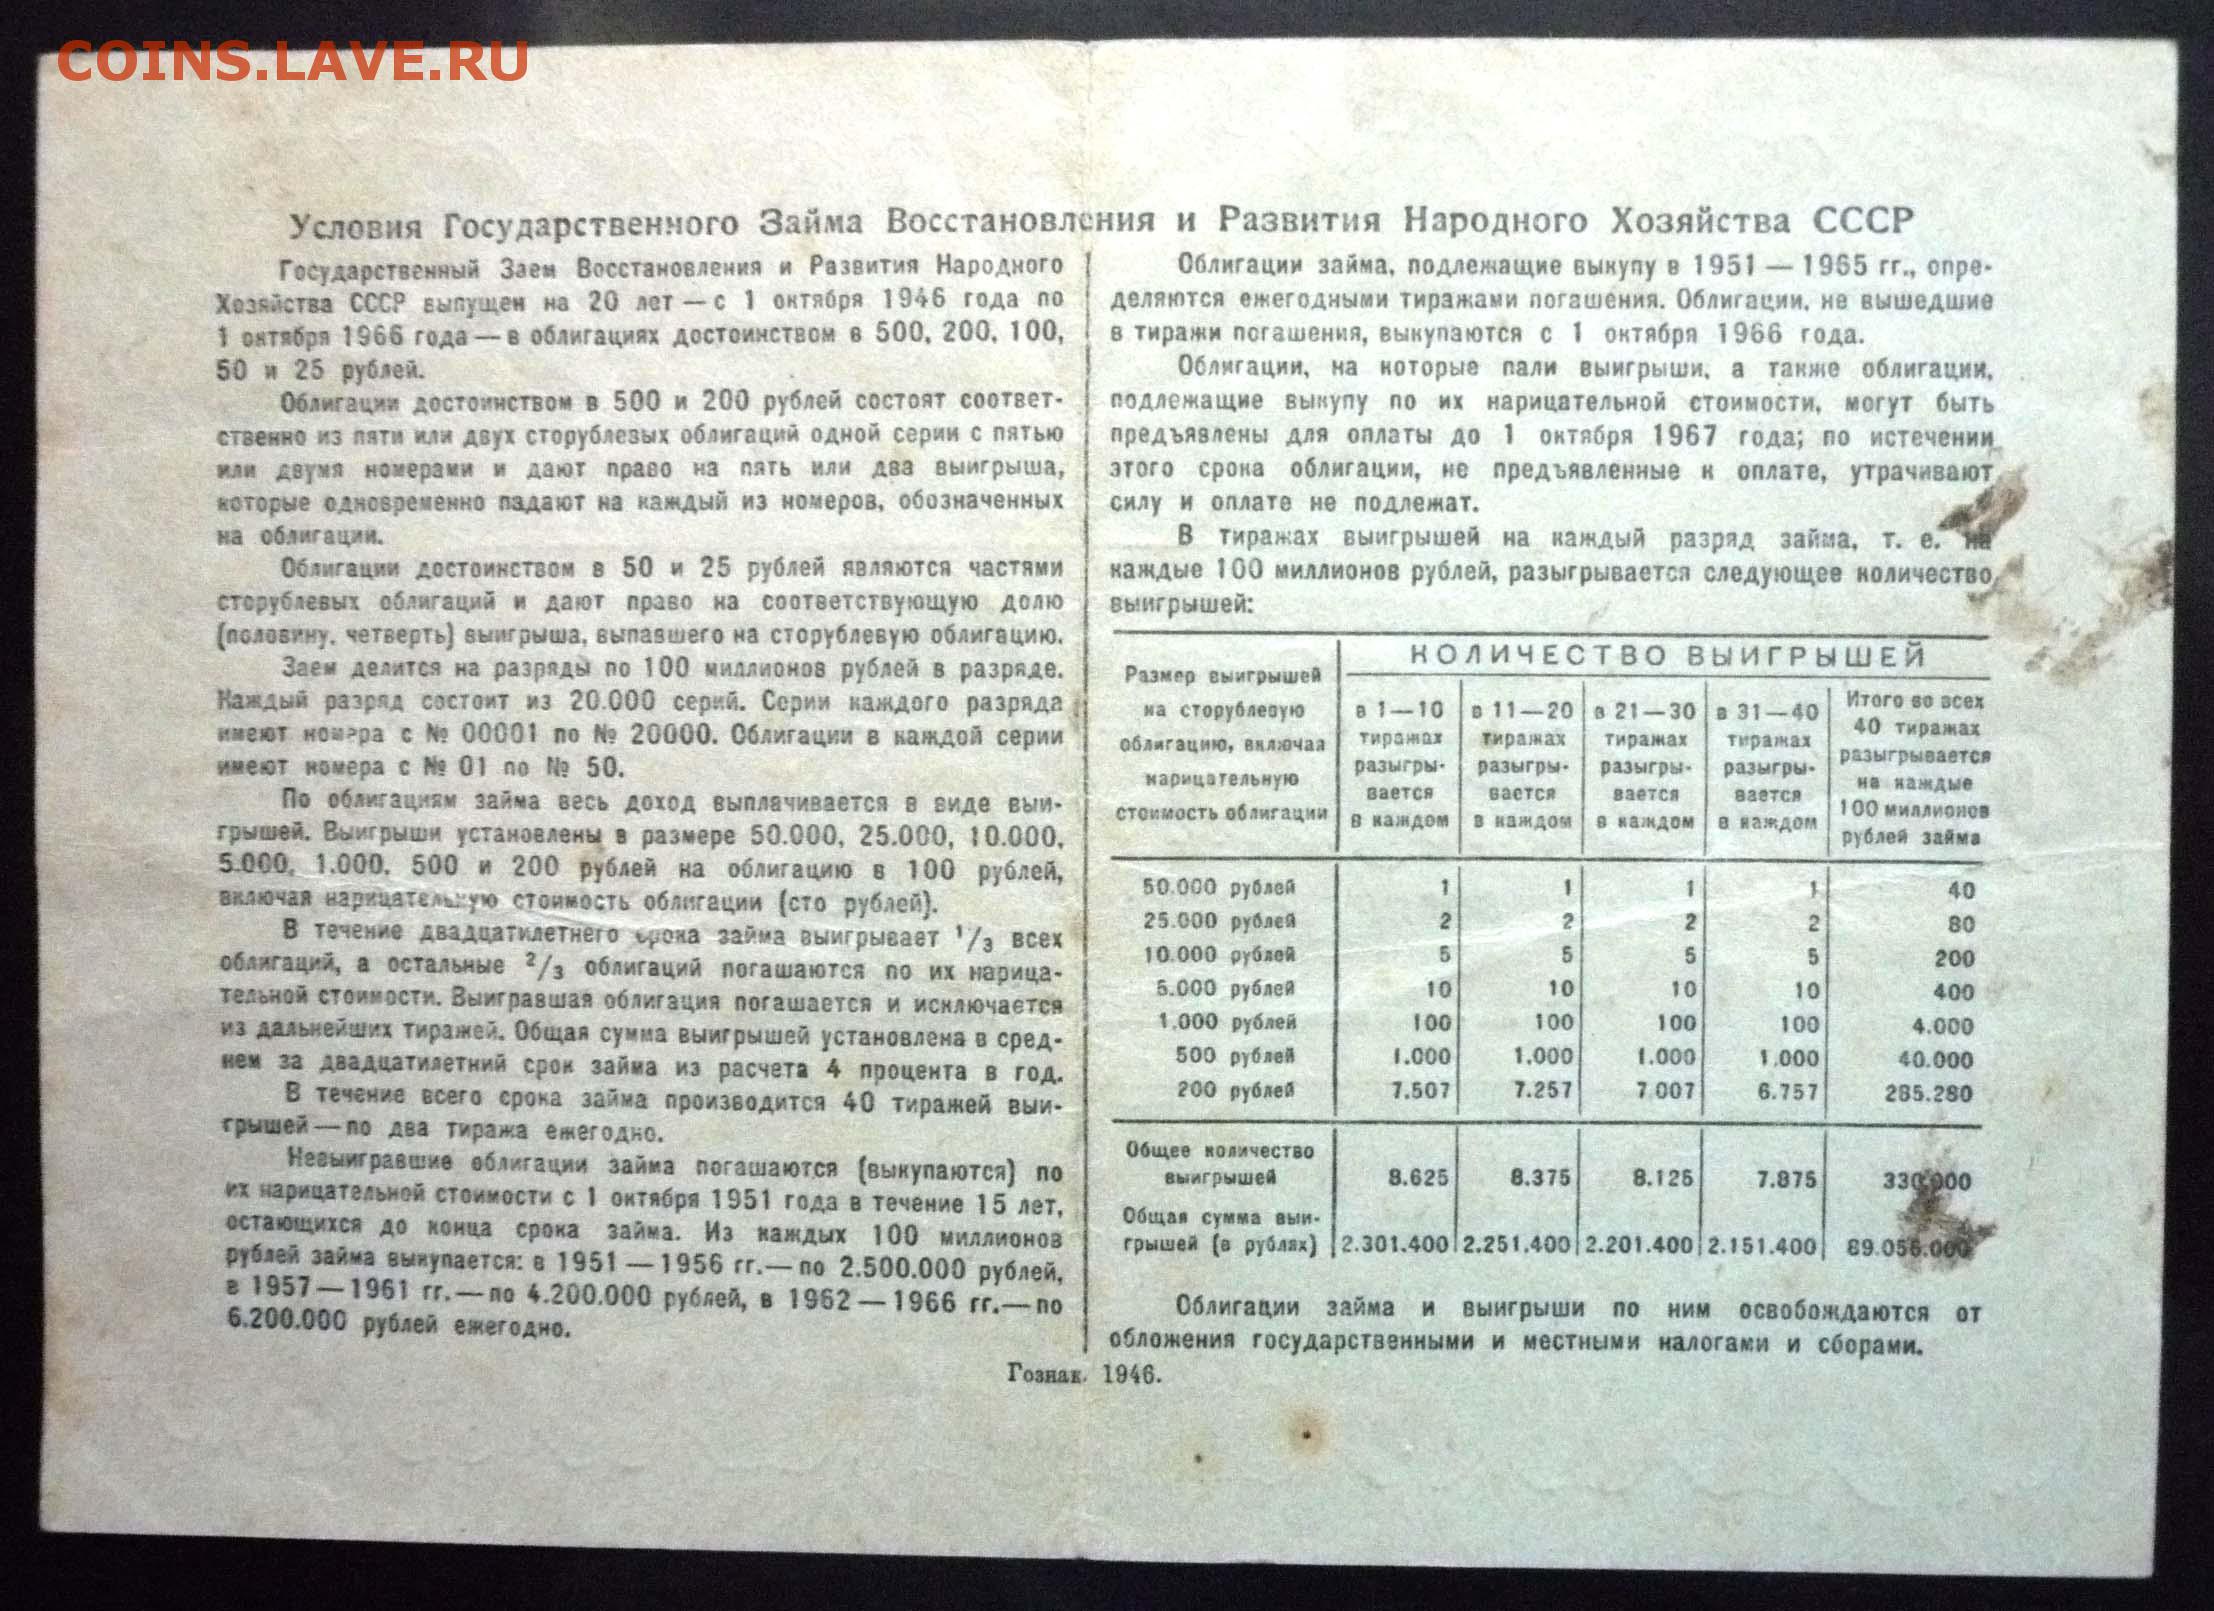 COINS.LAVE.RU
Условия Государственного Займа Восстановления и Развития Народного Хозяйства СССР
Государственный Заем Восстановления и Развития Народного
Хозяйства СССР выпущен на 20 лет — с 1 октября 1946 года по
1 октября 1966 года — в облигациях достоинством в 500, 200, 100,
50 и 25 рублей.
Облигации достоинством в 500 и 200 рублей состоят соответ-
ственно из пяти или двух сторублевых облигаций одной серии с пятью
или двумя номерами и дают право на пять или два выигрыша,
которые одновременно падают на каждый из номеров, обозначенных
на облигации.
Облигации достоинством в 50 и 25 рублей являются частями
сторублевых облигаций и дают право на соответствующую долю
(половину, четверть) выигрыша, выпавшего на сторублевую облигацию.
Заем делится на разряды по 100 миллионов рублей в разряде.
Каждый разряд состоит из 20.000 серий. Серии каждого разряда
имеют номера с № 00001 по № 20000. Облигации в каждой серии
имеют номера с № 01 по № 50.
По облигациям займа весь доход выплачивается в виде выи-
грышей. Выигрыши установлены в размере 50.000, 25.000, 10.000,
5.000, 1.000, 500 и 200 рублей на облигацию в 100 рублей,
включая нарицательную стоимость облигации (сто рублей).
В течение двадцатилетнего срока займа выигрывает 1/3 всех
облигаций, а остальные 2/3 облигаций погашаются по их нарица-
тельной стоимости. Выигравшая облигация погашается и исключается
из дальнейших тиражей. Общая сумма выигрышей установлена в сред-
нем за двадцатилетний срок займа из расчета 4 процента в год.
В течение всего срока займа производится 40 тиражей выи-
грышей — по два тиража ежегодно.
Невыигравшие облигации займа погашаются (выкупаются) по
их нарицательной стоимости с 1 октября 1951 года в течение 15 лет,
остающихся до конца срока займа. Из каждых 100 миллионов
рублей займа выкупается: в 1951 — 1956 гг. — по 2.500.000 рублей,
в 1957 — 1961 гг. — по 4.200.000 рублей, в 1962 — 1966 гг. — по
6.200.000 рублей ежегодно.
Облигации займа, подлежащие выкупу в 1951 — 1965 гг., опре-
деляются ежегодными тиражами погашения. Облигации, не вышедшие
в тиражи погашения, выкупаются с 1 октября 1966 года.
Облигации, на которые пали выигрыши, а также облигации,
подлежащие выкупу по их нарицательной стоимости, могут быть
предъявлены для оплаты до 1 октября 1967 года; по истечении
этого срока облигации, не предъявленные к оплате, утрачивают
силу и оплате не подлежат.
В тиражах выигрышей на каждый разряд займа, т. е. на
каждые 100 миллионов рублей, разыгрывается следующее количество
выигрышей:
Размер выигрышей
на сторублевую
облигацию, включая
нарицательную
стоимость облигации
КОЛИЧЕСТВО ВЫИГРЫШЕЙ
в 1—10
тиражах
разыгры-
вается
в каждом
в 11—20
тиражах
разыгры-
вается
в каждом
в 21—30
тиражах
разыгры-
вается
в каждом
в 31—40
тиражах
разыгры-
вается
в каждом
Итого во всех
40 тиражах
разыгрывается
на каждые
100 миллионов
рублей займа
50.000 рублей 1 1 1 1 40
25.000 рублей 2 2 2 2 80
10.000 рублей 5 5 5 5 200
5.000 рублей 10 10 10 10 400
1.000 рублей 100 100 100 100 4.000
500 рублей 1.000 1.000 1.000 1.000 40.000
200 рублей 7.507 7.257 7 007 6.757 285.280
Общее количество
выигрышей 8.625 8.375 8.125 7.875 330.000
Общая сумма выи-
грышей (в рублях) 2.301.400 2.251.400 2.201.400 2.151.400 89.056.000
Облигации займа и выигрыши по ним освобождаются от
обложения государственными и местными налогами и сборами.
Гознак. 1946.